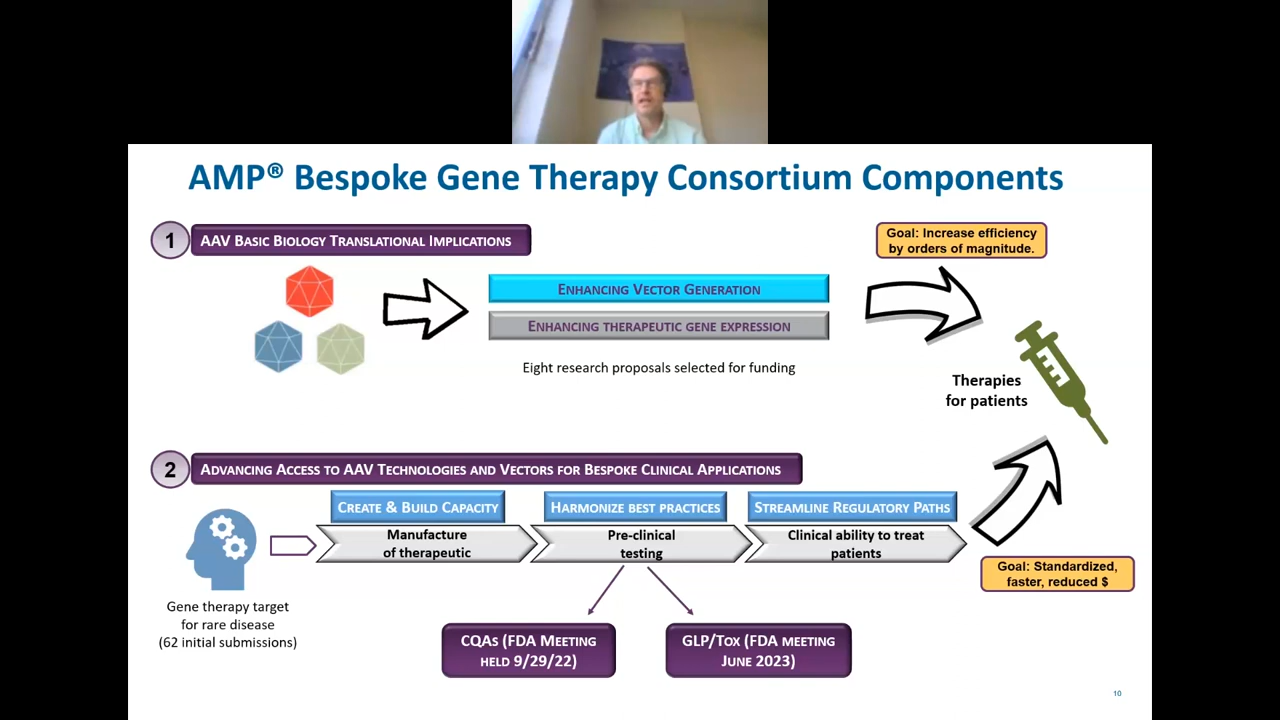 AMP® Bespoke Gene Therapy Consortium Components
1
AAV Basic Biology Translational Implications
Goal: Increase efficiency
by orders of magnitude.
Enhancing Vector Generation
Enhancing therapeutic gene expression
Eight research proposals selected for funding
Therapies
for patients
2
Advancing Access to AAV Technologies and Vectors for Bespoke Clinical Applications
Create & Build Capacity
Harmonize best practices
Streamline Regulatory Paths
Manufacture
of therapeutic
Pre-clinical
testing
Clinical ability to treat
patients
Goal: Standardized,
faster, reduced $
Gene therapy target
for rare disease
(62 initial submissions)
CQAs (FDA Meeting
held 9/29/22)
GLP/Tox (FDA meeting
June 2023)
10